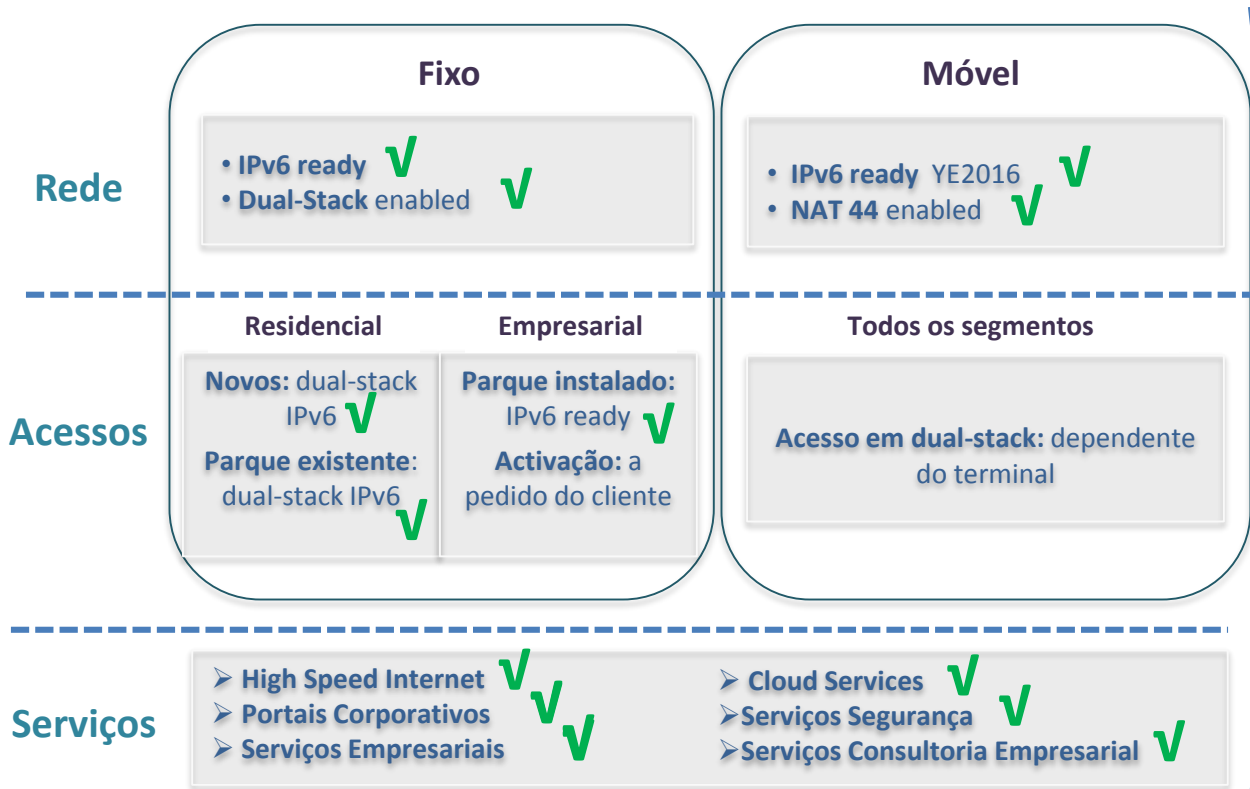 Fixo
Móvel
Rede
• IPv6 ready √
• Dual-Stack enabled √
• IPv6 ready YE2016 √
• NAT 44 enabled √
Acessos
Residencial
Novos: dual-stack
IPv6 √
Parque existente:
dual-stack IPv6 √
Empresarial
Parque instalado:
IPv6 ready √
Activação: a
pedido do cliente
Todos os segmentos
Acesso em dual-stack: dependente
do terminal
Serviços
➢ High Speed Internet √
➢ Portais Corporativos √
➢ Serviços Empresariais √
➢ Cloud Services √
➢Serviços Segurança √
➢Serviços Consultoria Empresarial √